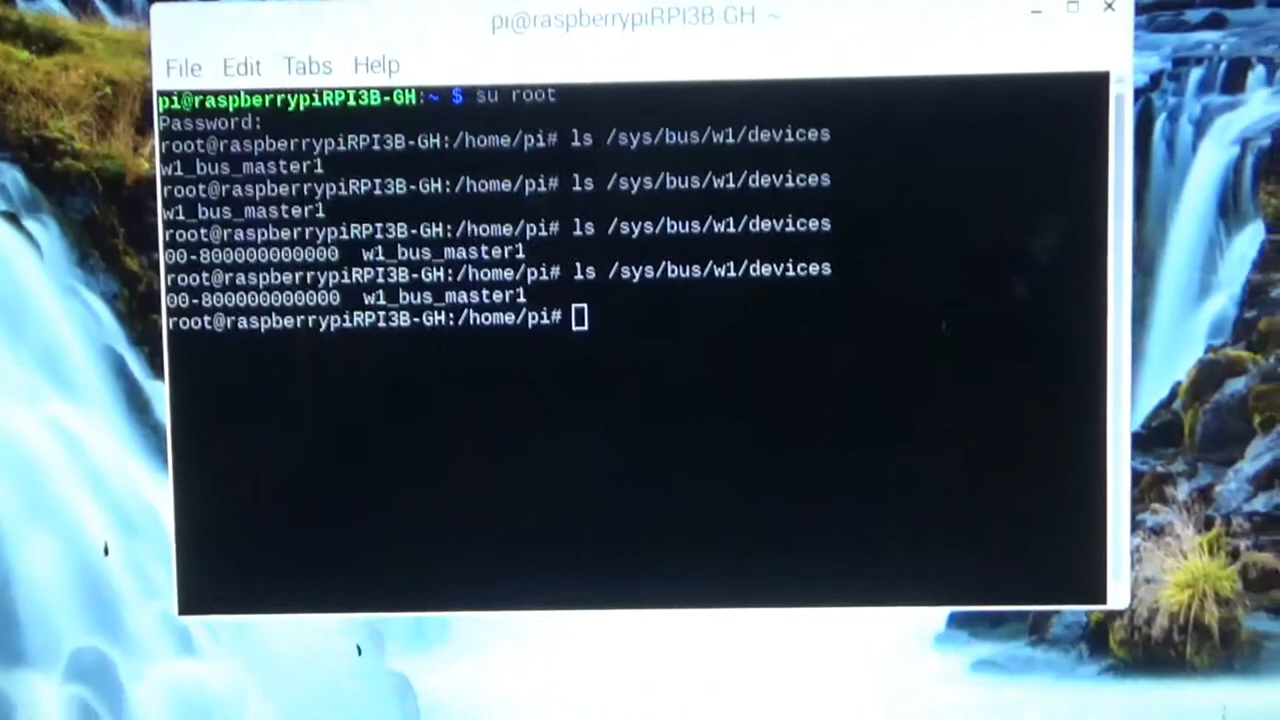 pi@raspberrypiRPI3B-GH ~
File Edit Tabs Help
pi@raspberrypiRPI3B-GH:~ $ su root
Password:
root@raspberrypiRPI3B-GH:/home/pi# ls /sys/bus/w1/devices
w1_bus_master1
root@raspberrypiRPI3B-GH:/home/pi# ls /sys/bus/w1/devices
w1_bus_master1
root@raspberrypiRPI3B-GH:/home/pi# ls /sys/bus/w1/devices
00-800000000000  w1_bus_master1
root@raspberrypiRPI3B-GH:/home/pi# ls /sys/bus/w1/devices
00-800000000000  w1_bus_master1
root@raspberrypiRPI3B-GH:/home/pi#